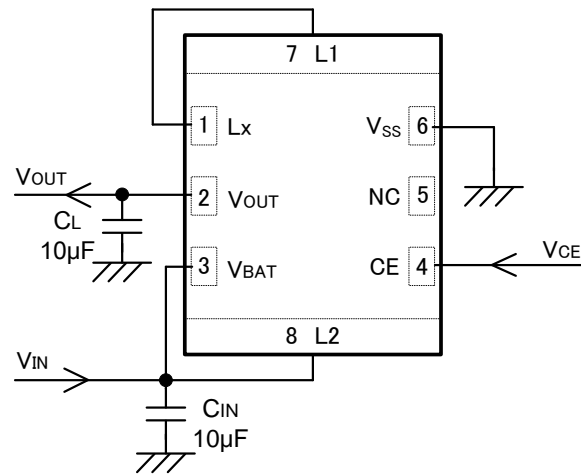 7 L1
1 Lx
VSS 6
VOUT
2 VOUT
NC 5
CL
10µF
3 VBAT
CE 4
VCE
8 L2
VIN
CIN
10µF